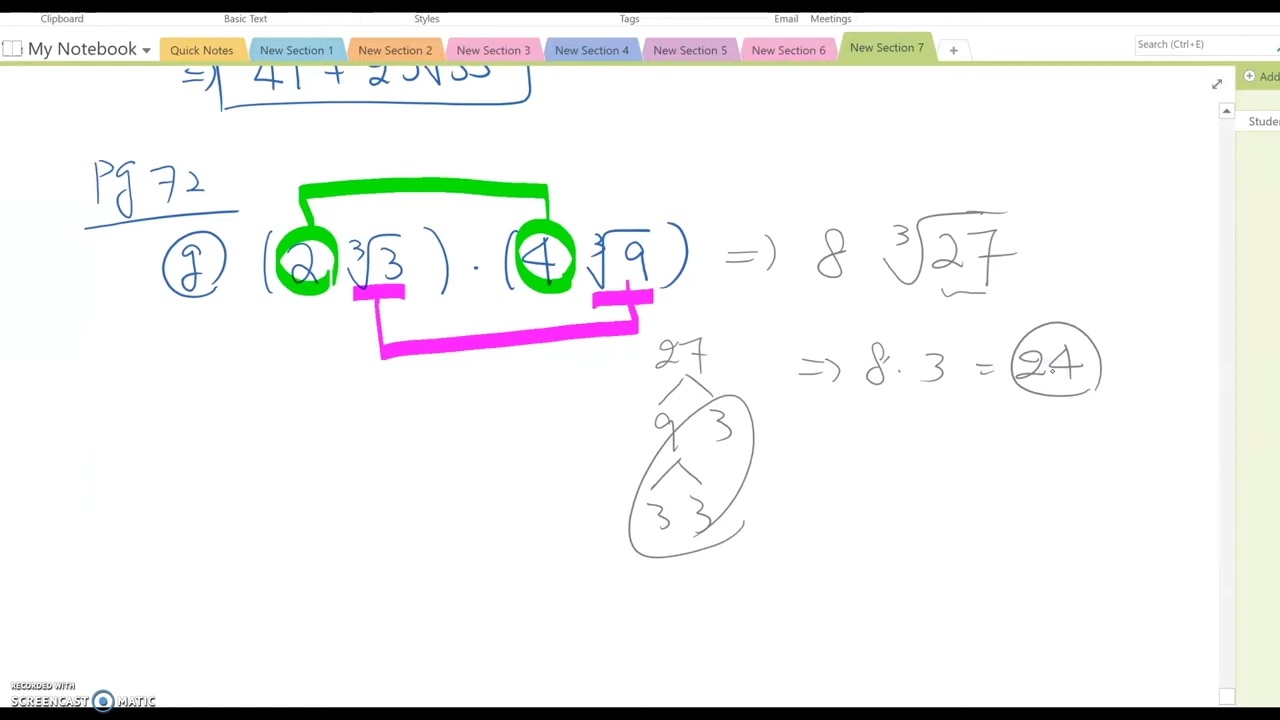 Clipboard Basic Text Styles Tags Email Meetings
My Notebook Quick Notes New Section 1 New Section 2 New Section 3 New Section 4 New Section 5 New Section 6 New Section 7 + Search (Ctrl+E)
Add
Studen
Pg 72
g (2 ∛3) · (4 ∛9) => 8 ∛27
27
=> 8 · 3 = 24
9 3
3 3
RECORDED WITH
SCREENCAST MATIC